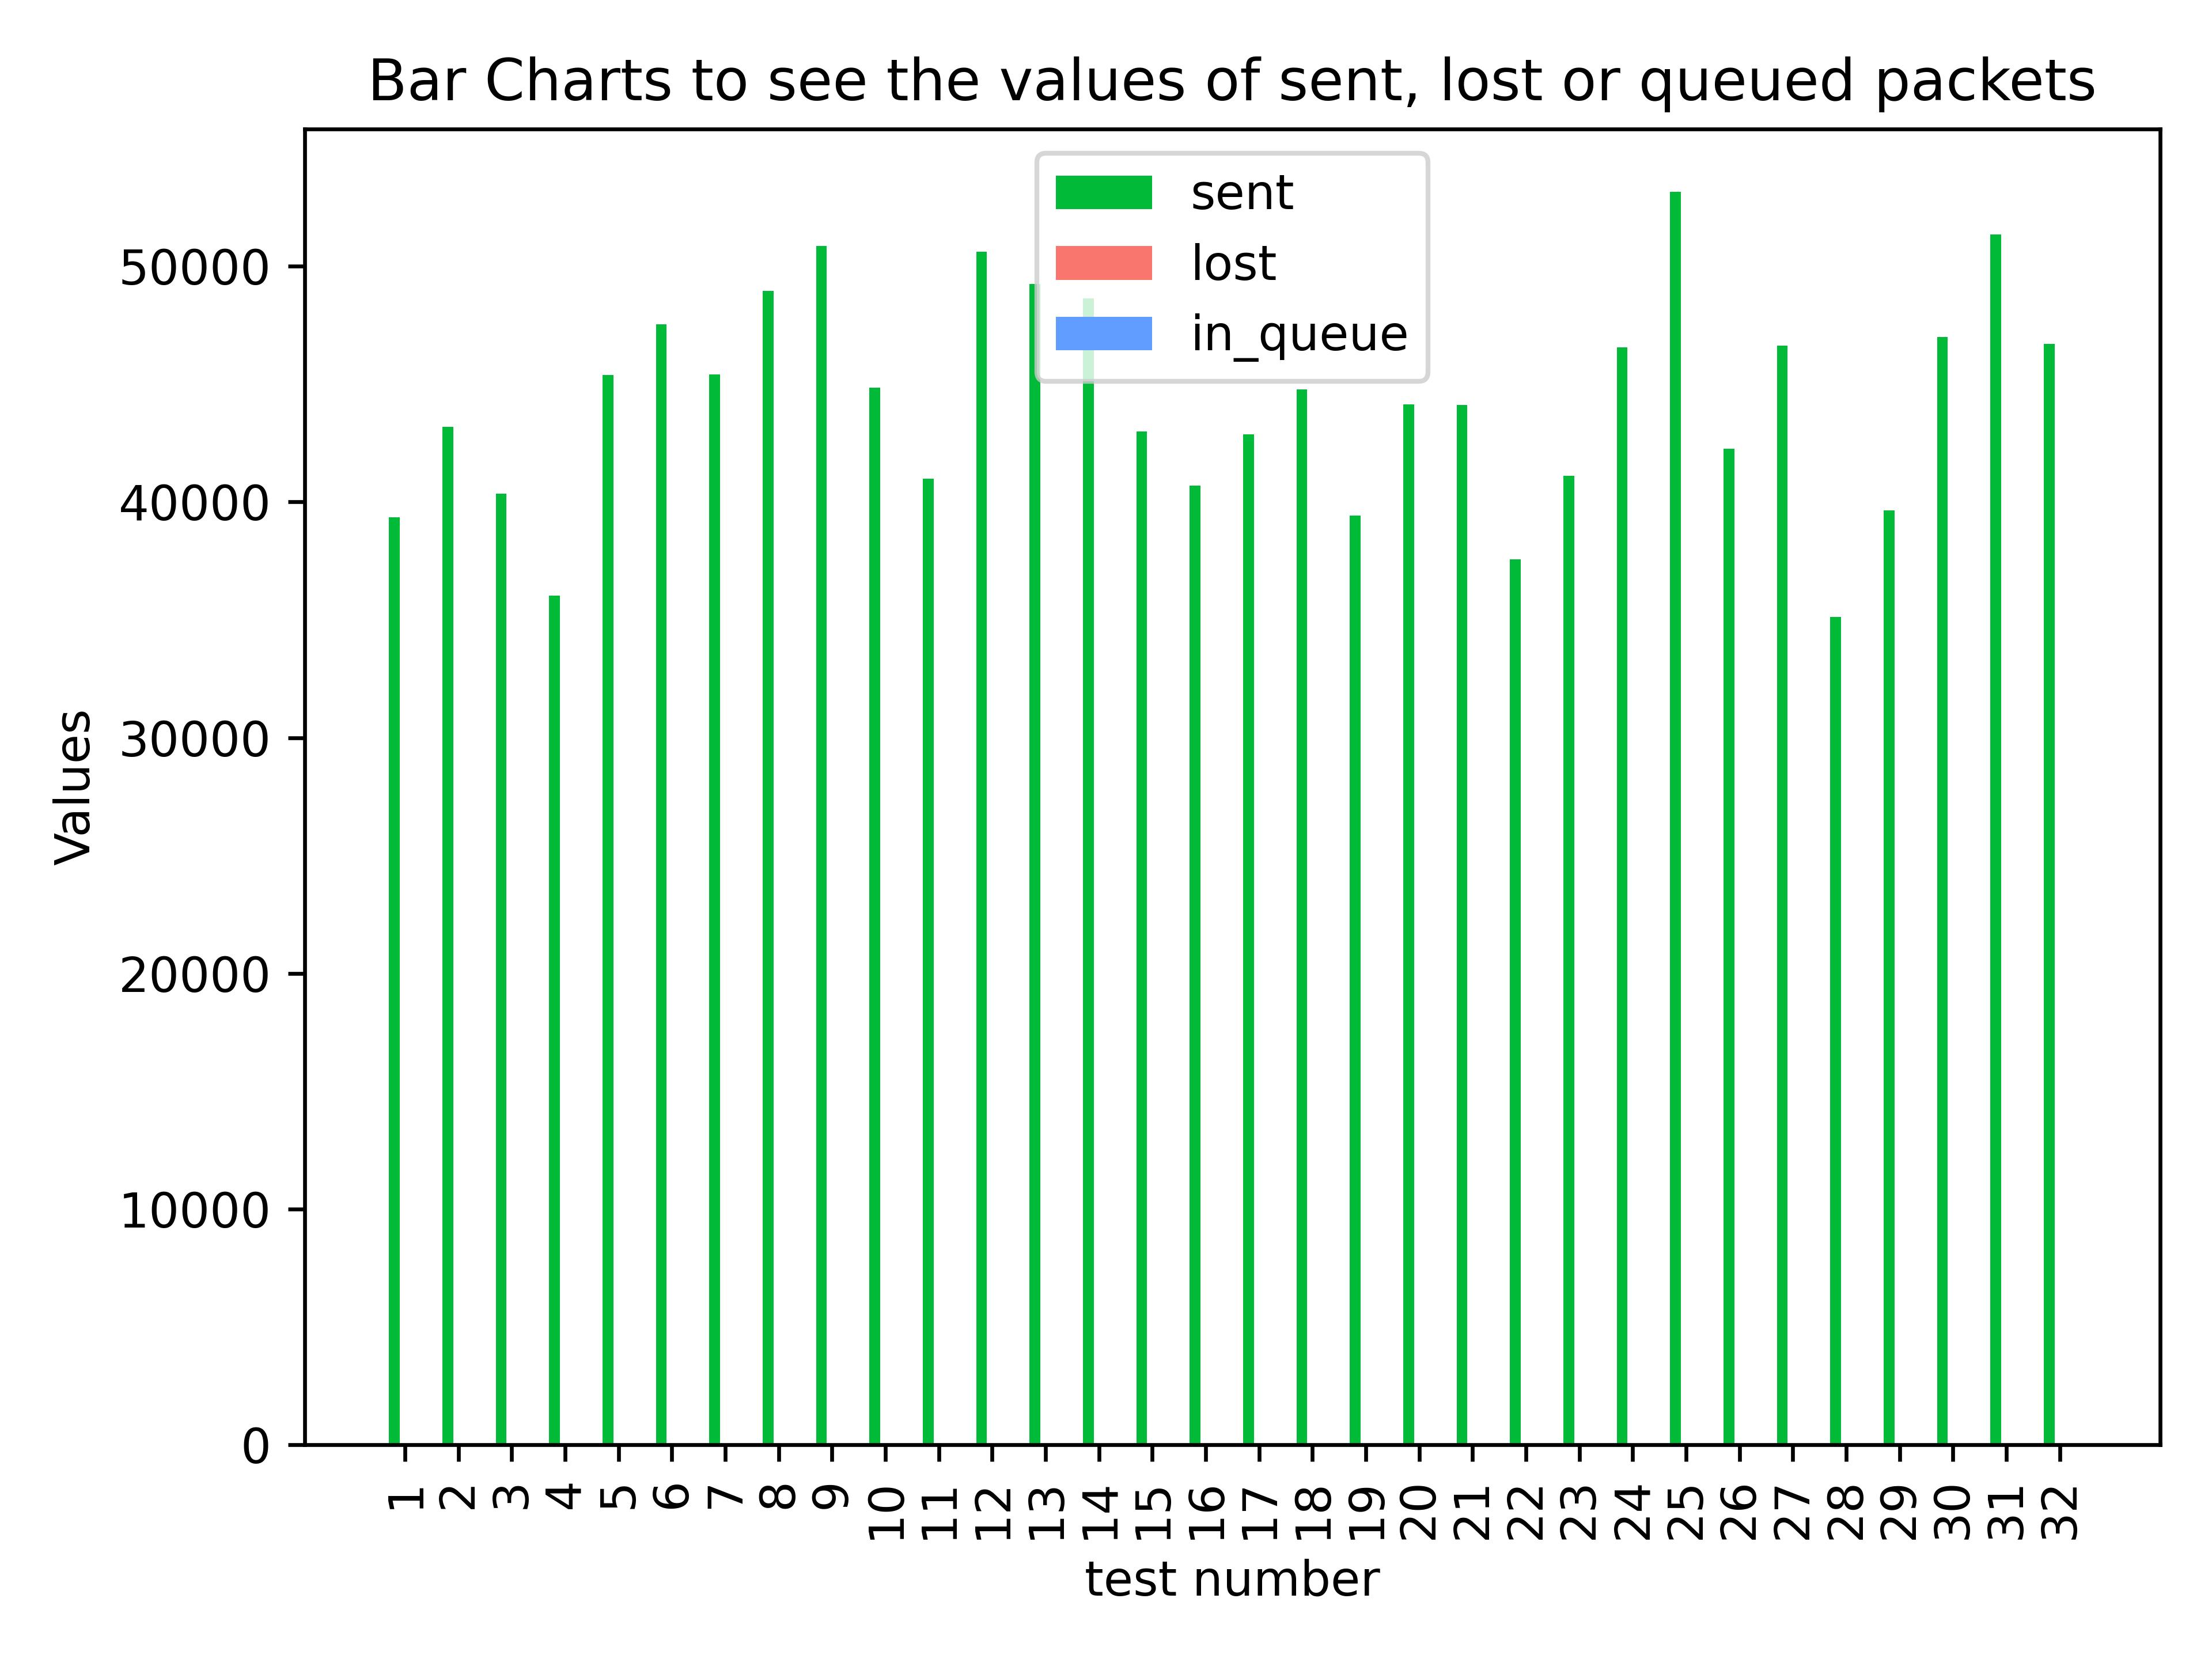 Bar Charts to see the values of sent, lost or queued packets
sent
lost
in_queue
Values
50000
40000
30000
20000
10000
0
1 2 3 4 5 6 7 8 9 10 11 12 13 14 15 16 17 18 19 20 21 22 23 24 25 26 27 28 29 30 31 32
test number